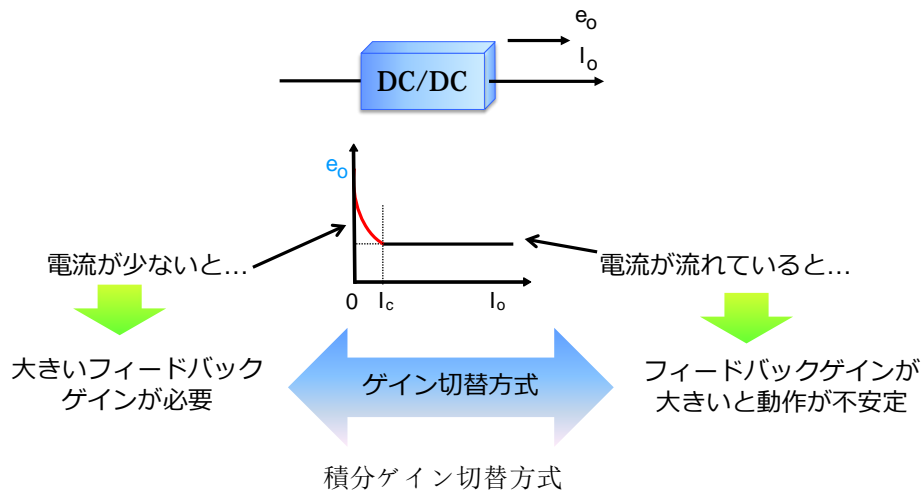 eo
Io
DC/DC
eo
電流が少ないと…
電流が流れていると…
0
Ic
Io
大きいフィードバック
ゲインが必要
ゲイン切替方式
フィードバックゲインが
大きいと動作が不安定
積分ゲイン切替方式